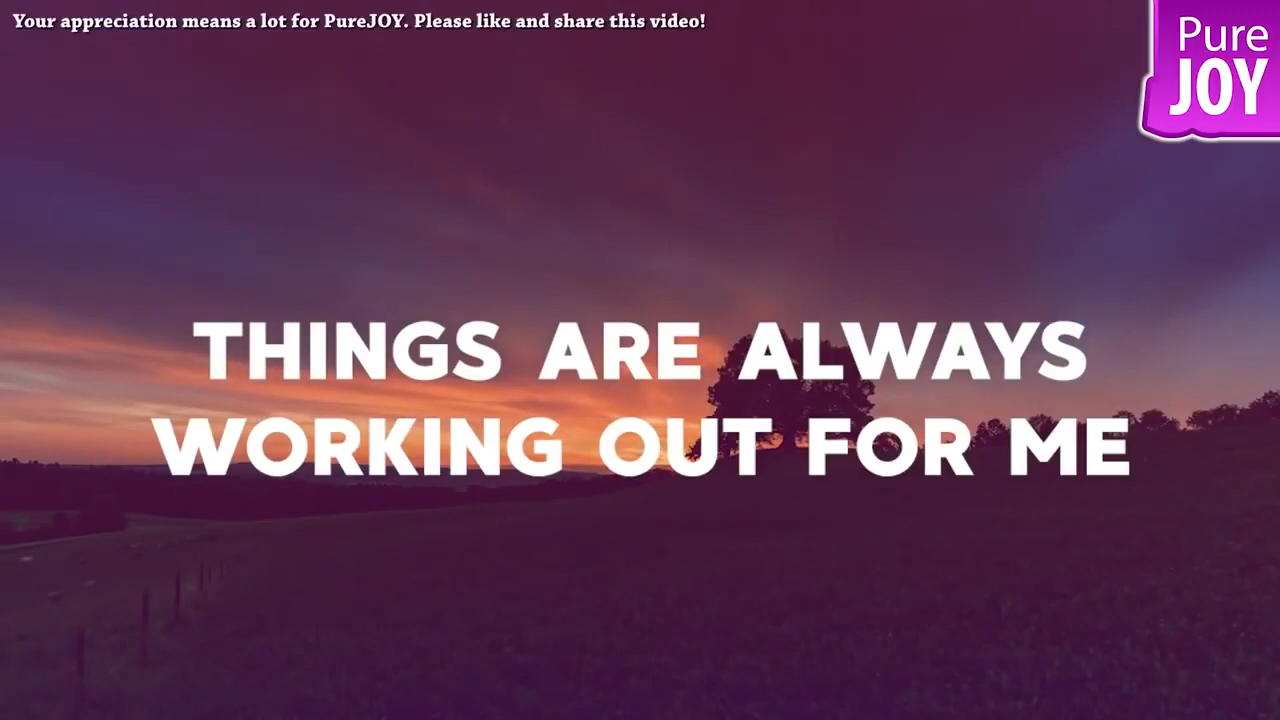 Your appreciation means a lot for PureJOY. Please like and share this video!
Pure
JOY
THINGS ARE ALWAYS
WORKING OUT FOR ME